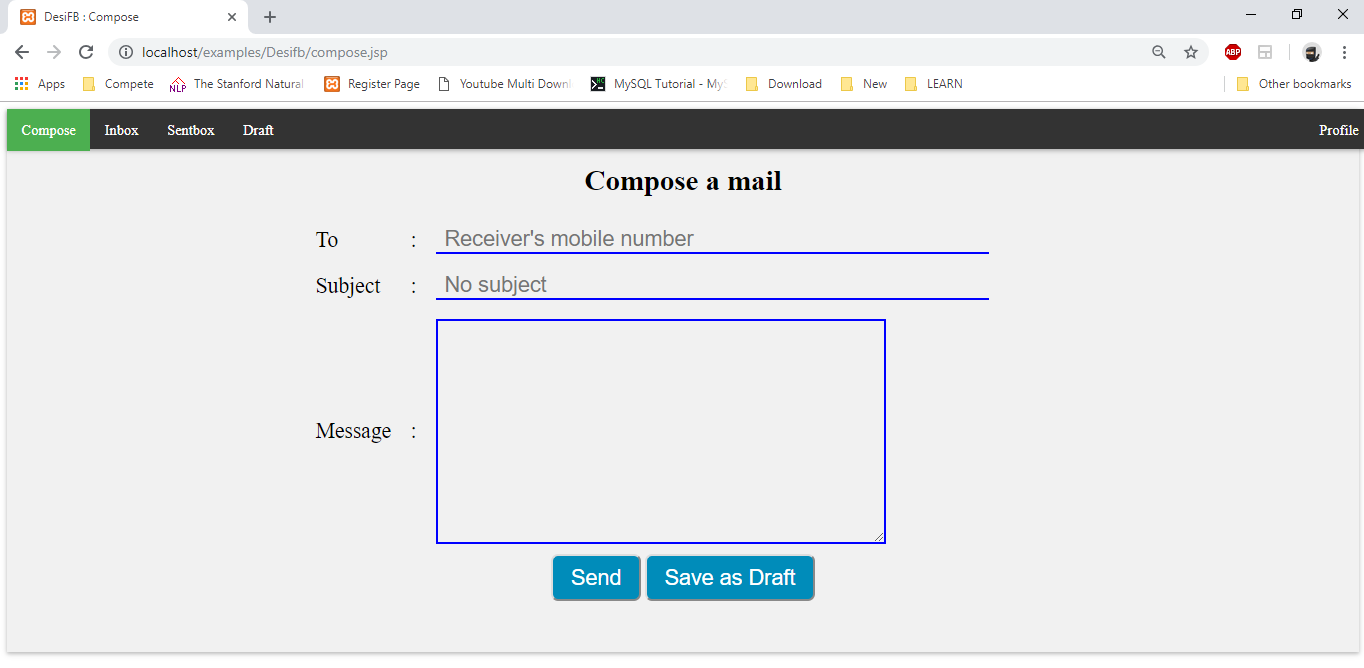 DesiFB : Compose
localhost/examples/Desifb/compose.jsp
ABP
Apps Compete NLP The Stanford Natural Register Page Youtube Multi Downl MySQL Tutorial - My Download New LEARN Other bookmarks
Compose Inbox Sentbox Draft Profile
Compose a mail
To : Receiver's mobile number
Subject : No subject
Message :
Send Save as Draft